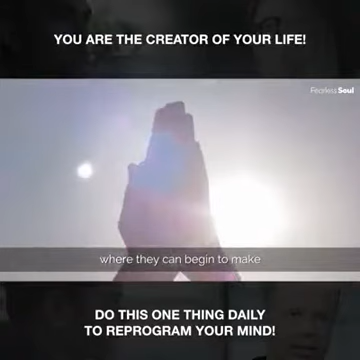 YOU ARE THE CREATOR OF YOUR LIFE!
Fearless Soul
where they can begin to make
DO THIS ONE THING DAILY
TO REPROGRAM YOUR MIND!